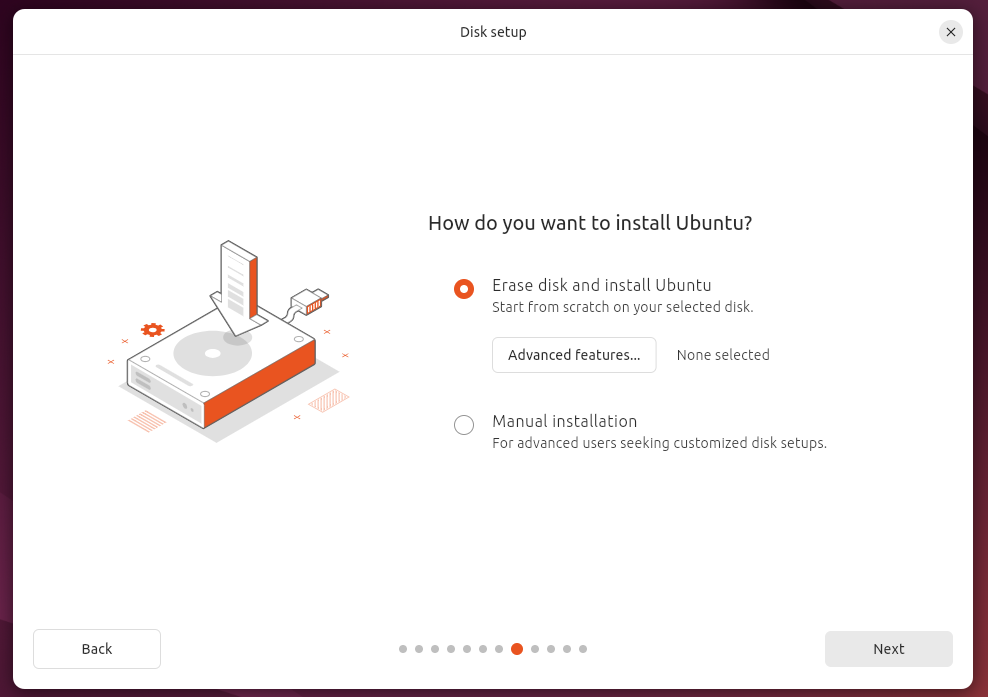 Disk setup
How do you want to install Ubuntu?
Erase disk and install Ubuntu
Start from scratch on your selected disk.
Advanced features... None selected
Manual installation
For advanced users seeking customized disk setups.
Back Next